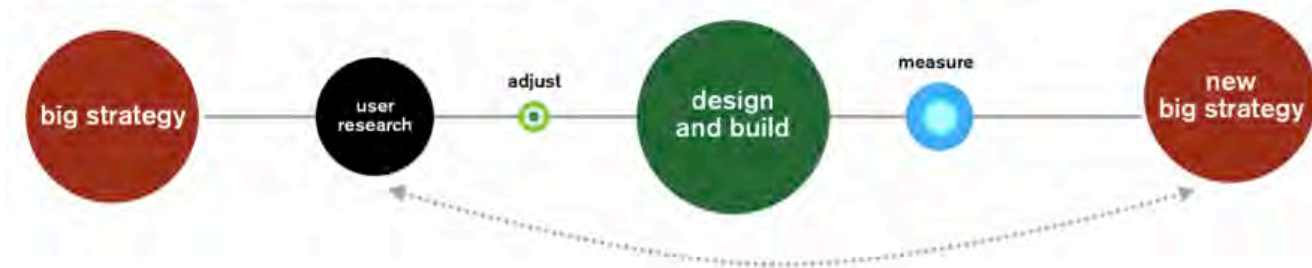 big strategy
user
research
adjust
design
and build
measure
new
big strategy